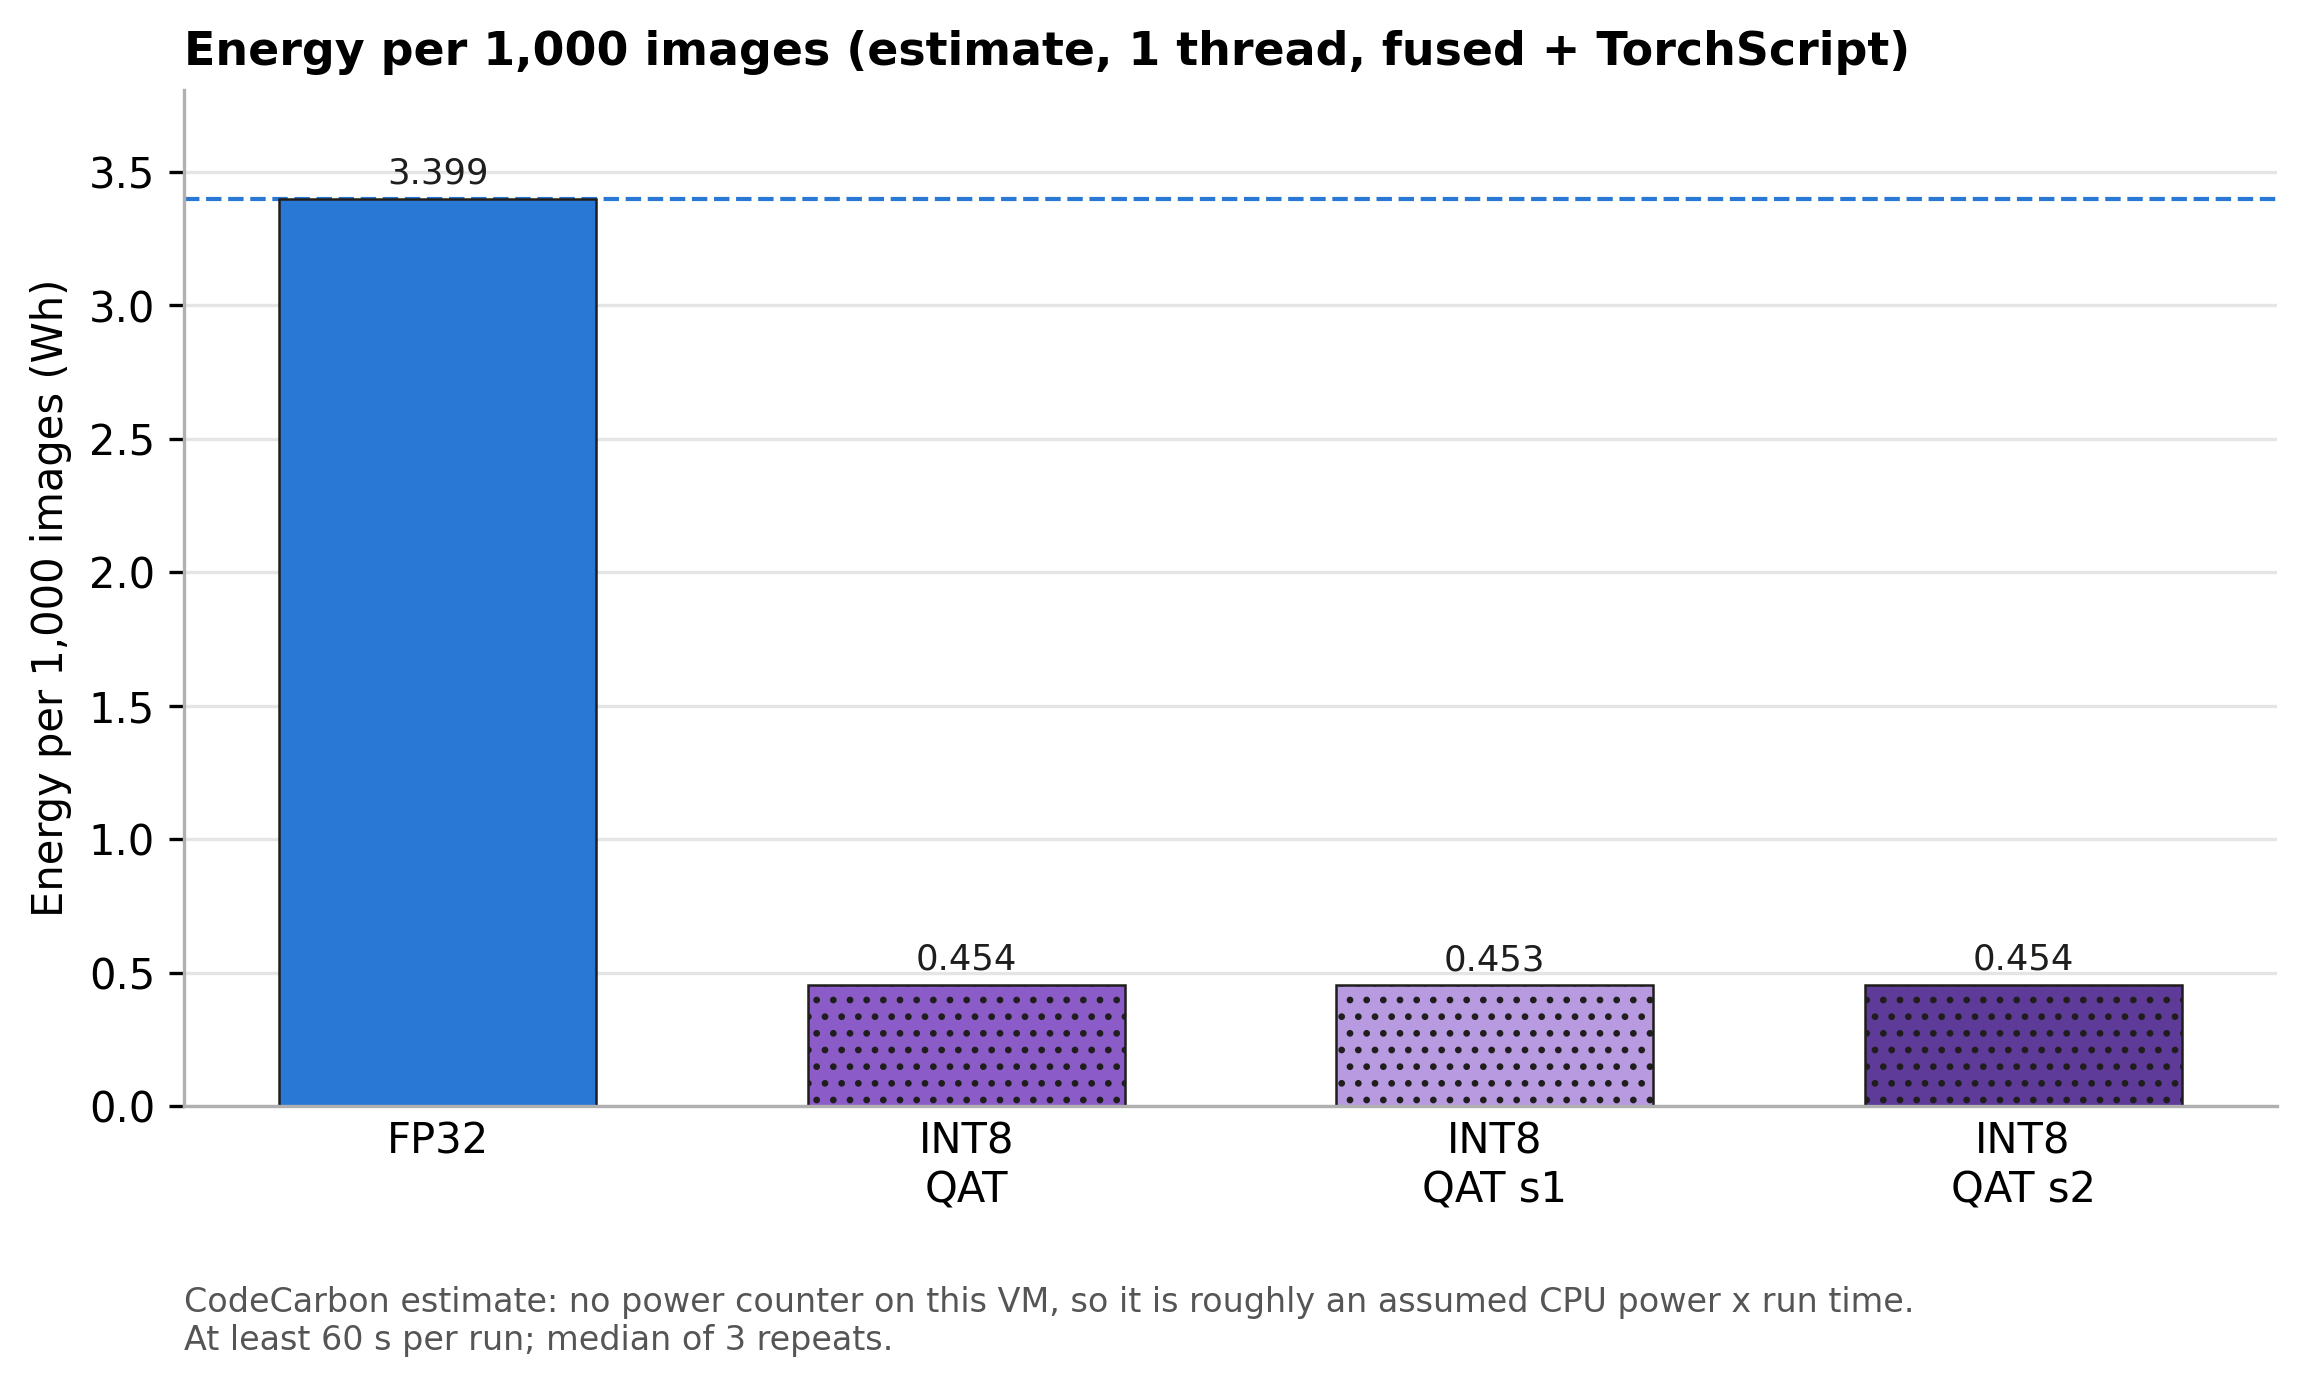 Energy per 1,000 images (estimate, 1 thread, fused + TorchScript)
Energy per 1,000 images (Wh)
3.5
3.0
2.5
2.0
1.5
1.0
0.5
0.0
3.399
0.454
0.453
0.454
FP32
INT8
QAT
INT8
QAT s1
INT8
QAT s2
CodeCarbon estimate: no power counter on this VM, so it is roughly an assumed CPU power x run time.
At least 60 s per run; median of 3 repeats.